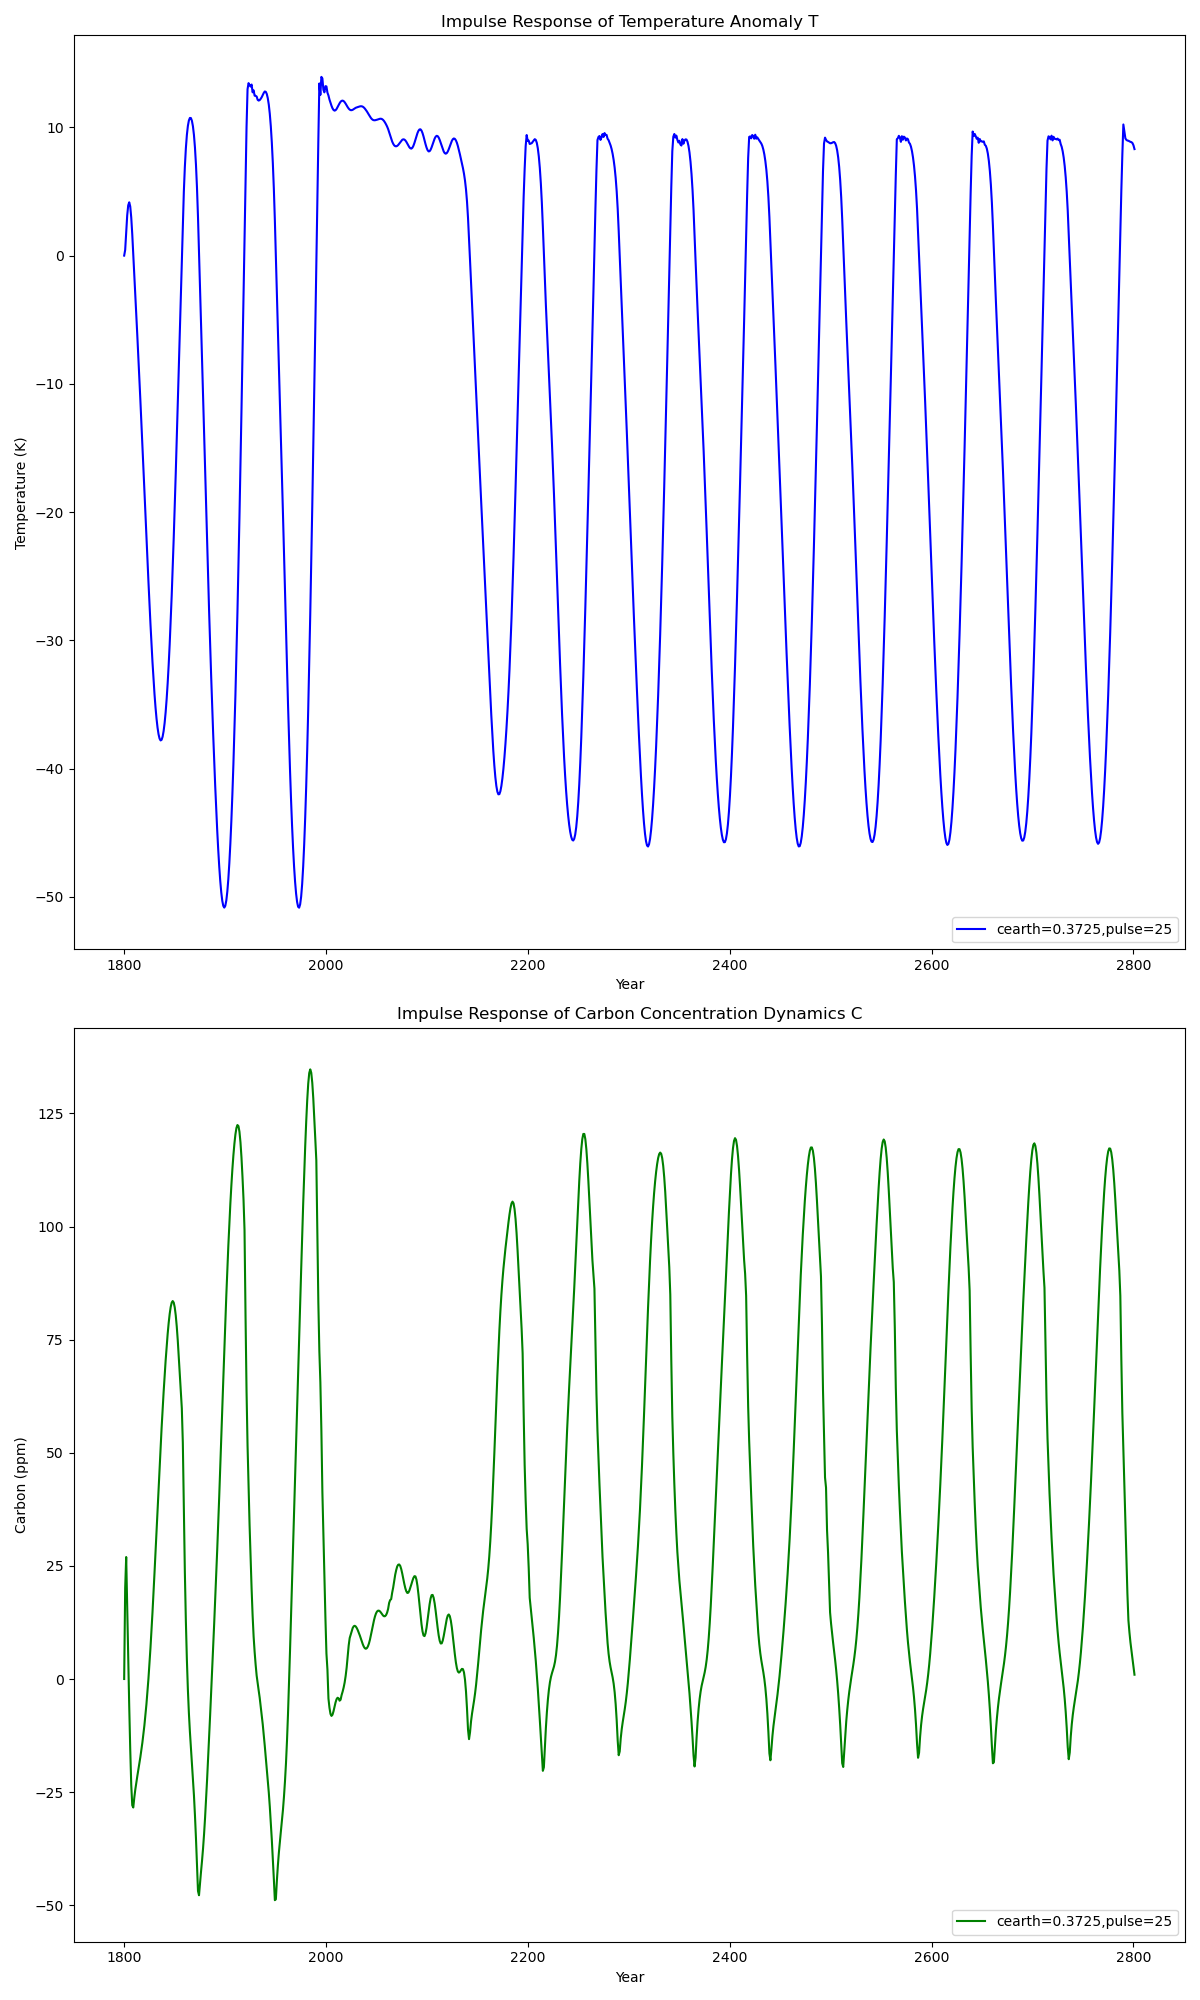 Impulse Response of Temperature Anomaly T
Temperature (K)
10
0
−10
−20
−30
−40
−50
cearth=0.3725,pulse=25
1800 2000 2200 2400 2600 2800
Year
Impulse Response of Carbon Concentration Dynamics C
Carbon (ppm)
125
100
75
50
25
0
−25
−50
cearth=0.3725,pulse=25
1800 2000 2200 2400 2600 2800
Year